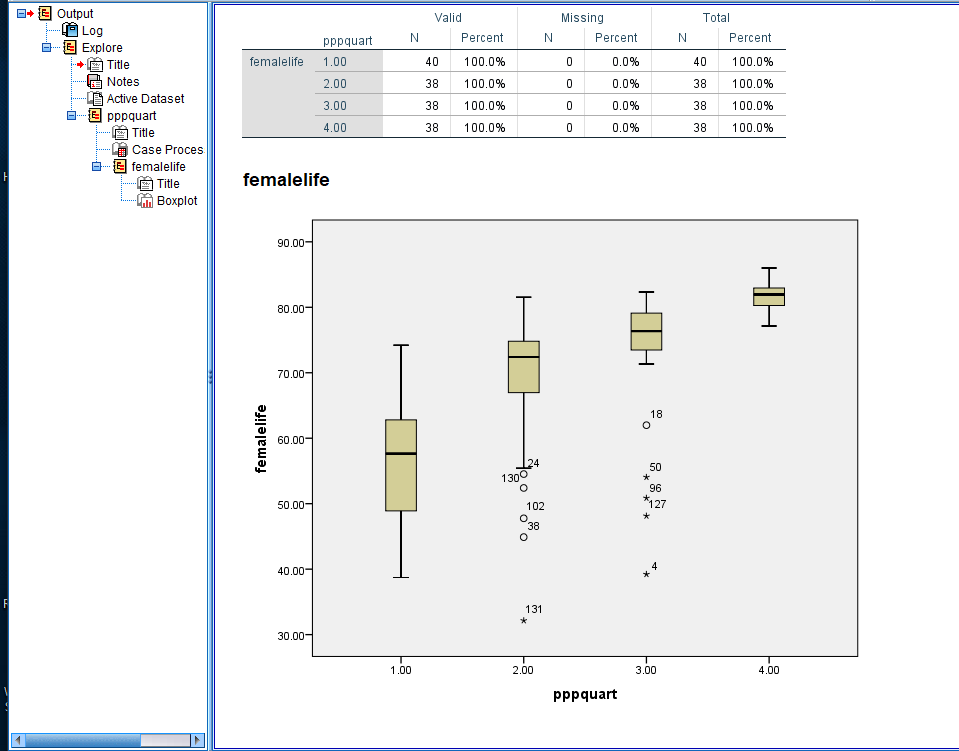 Output
Log
Explore
Title
Notes
Active Dataset
pppquart
Title
Case Proces
femalelife
Title
Boxplot
Valid Missing Total
pppquart N Percent N Percent N Percent
femalelife 1.00 40 100.0% 0 0.0% 40 100.0%
2.00 38 100.0% 0 0.0% 38 100.0%
3.00 38 100.0% 0 0.0% 38 100.0%
4.00 38 100.0% 0 0.0% 38 100.0%
femalelife
90.00
80.00
70.00
60.00
50.00
40.00
30.00
femalelife
24
130
102
38
131
18
50
96
127
4
1.00 2.00 3.00 4.00
pppquart